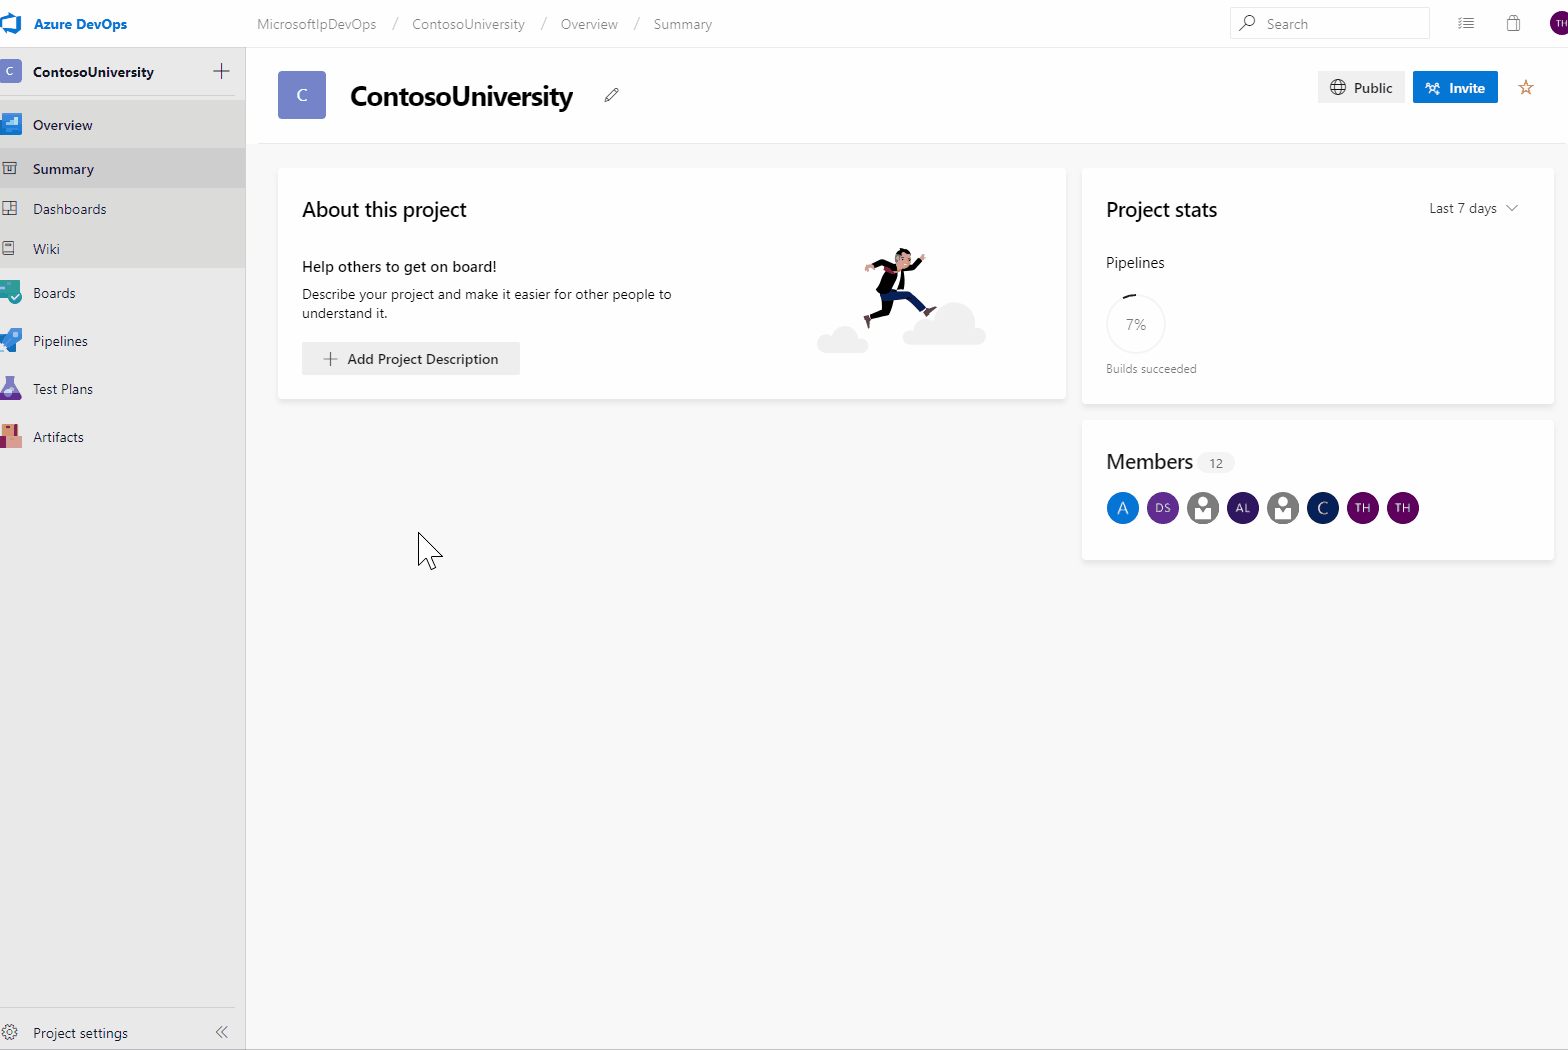 Azure DevOps
MicrosoftIpDevOps / ContosoUniversity / Overview / Summary
Search
TH
C ContosoUniversity
Overview
Summary
Dashboards
Wiki
Boards
Pipelines
Test Plans
Artifacts
Project settings
C ContosoUniversity
Public
Invite
About this project
Help others to get on board!
Describe your project and make it easier for other people to
understand it.
Add Project Description
Project stats
Last 7 days
Pipelines
7%
Builds succeeded
Members 12
A DS AL C TH TH